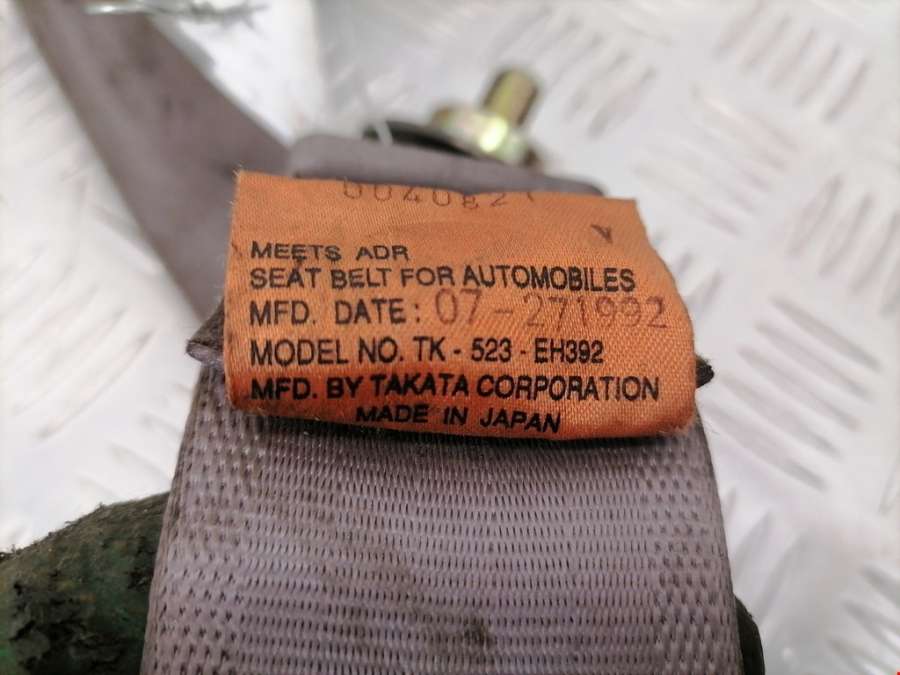 MEETS ADR
SEAT BELT FOR AUTOMOBILES
MFD. DATE: 07-271992
MODEL NO. TK - 523 - EH392
MFD. BY TAKATA CORPORATION
MADE IN JAPAN